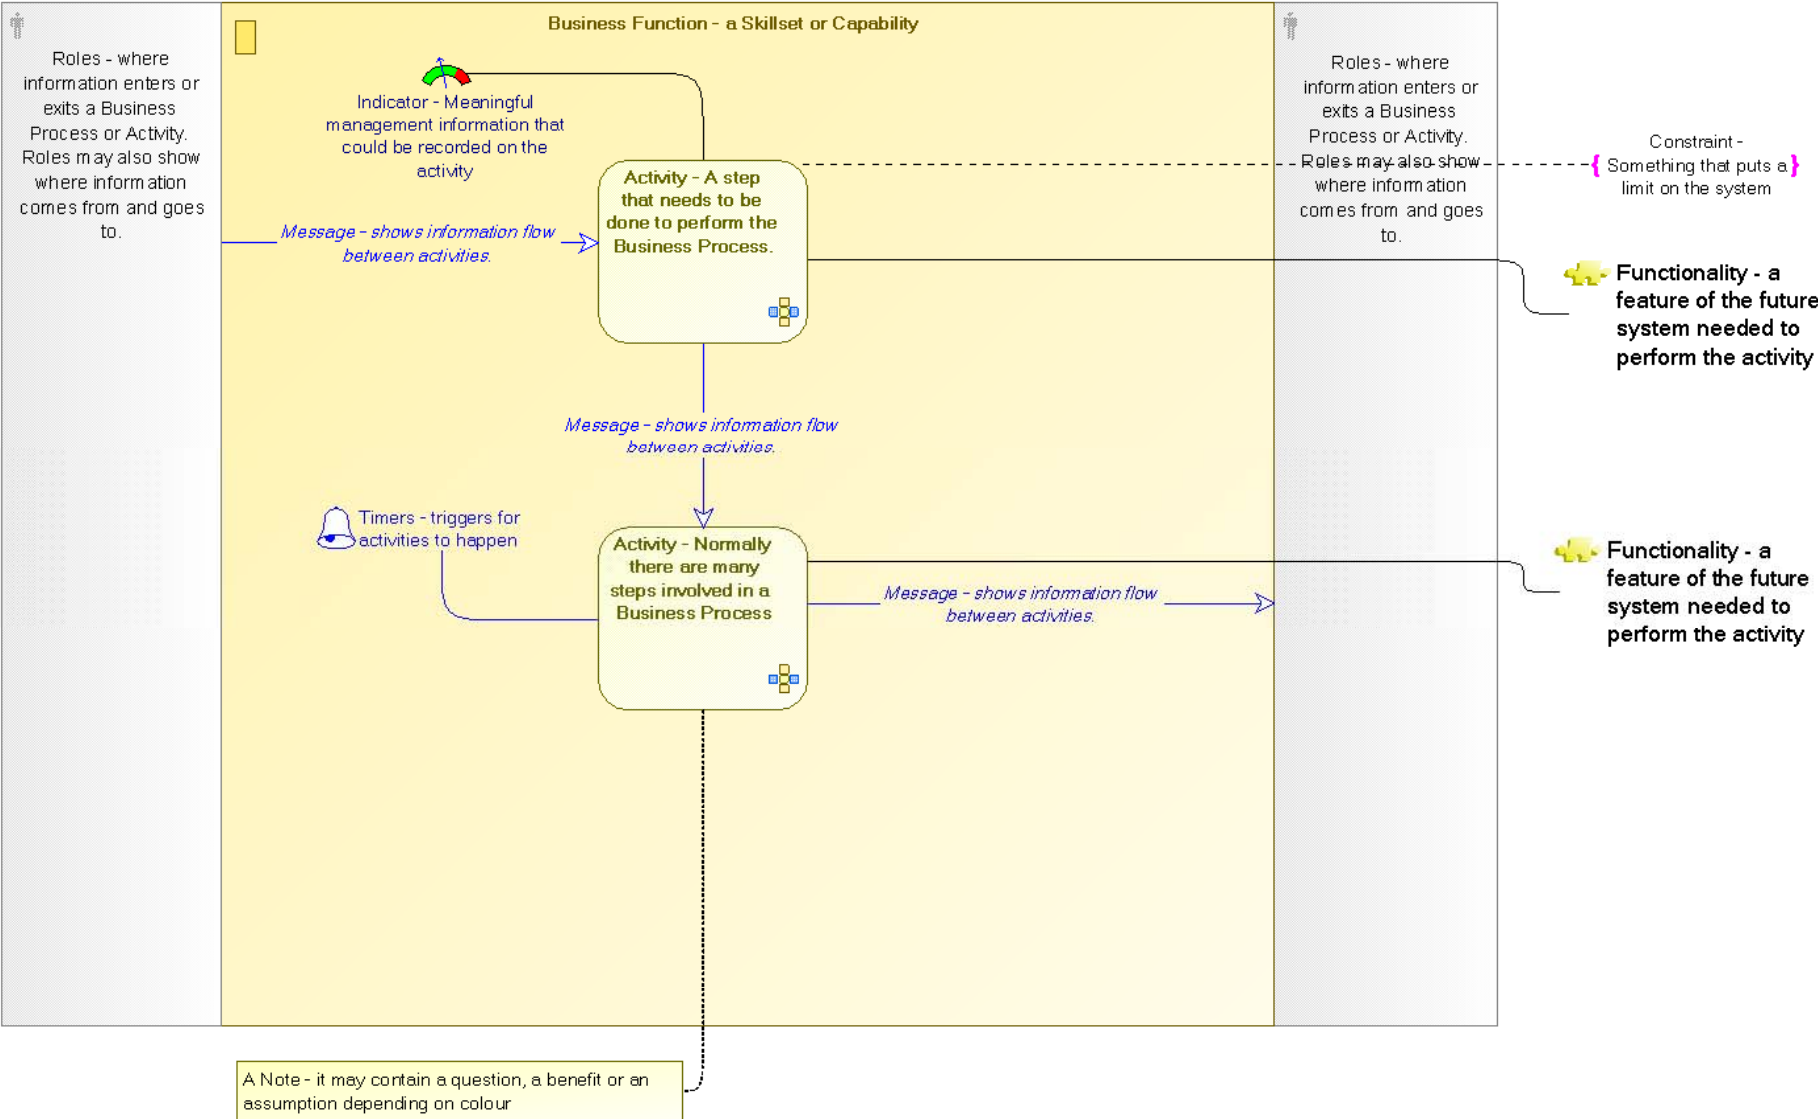 Business Function - a Skillset or Capability
Roles - where
information enters or
exits a Business
Process or Activity.
Roles may also show
where information
comes from and goes
to.
Indicator - Meaningful
management information that
could be recorded on the
activity
Message - shows information flow
between activities.
Activity - A step
that needs to be
done to perform the
Business Process.
Roles - where
information enters or
exits a Business
Process or Activity.
Roles may also show
where information
comes from and goes
to.
Constraint -
{ Something that puts a }
limit on the system
Functionality - a
feature of the future
system needed to
perform the activity
Message - shows information flow
between activities.
Timers - triggers for
activities to happen
Activity - Normally
there are many
steps involved in a
Business Process
Message - shows information flow
between activities.
Functionality - a
feature of the future
system needed to
perform the activity
A Note - it may contain a question, a benefit or an
assumption depending on colour